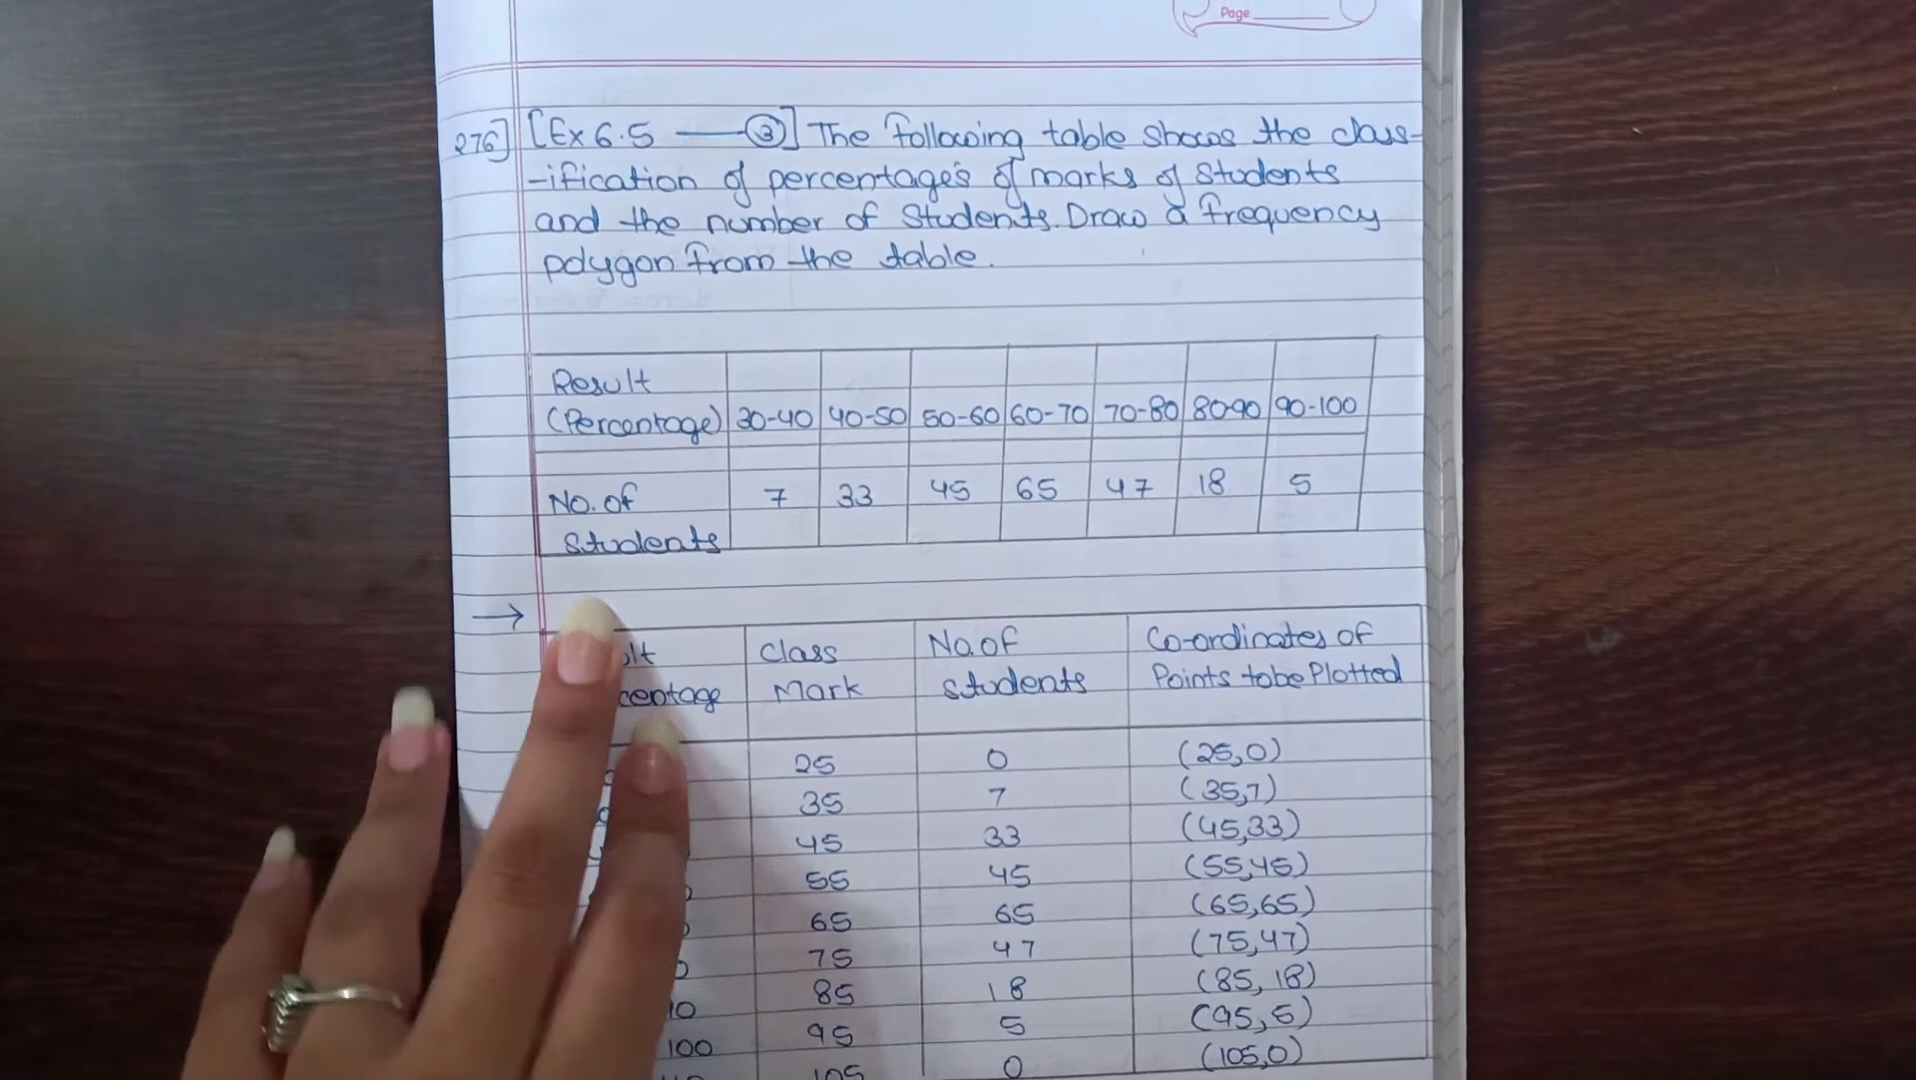 Page
276] [Ex 6.5 — 3] The following table shows the class-
-ification of percentages of marks of students
and the number of students. Draw a frequency
polygon from the table.
Result
(Percentage) 30-40 40-50 50-60 60-70 70-80 80-90 90-100
No. of 7 33 45 65 47 18 5
students
→
Class No. of Co-ordinates of
Mark students Points to be Plotted
25 0 (25,0)
35 7 (35,7)
45 33 (45,33)
55 45 (55,45)
65 65 (65,65)
75 47 (75,47)
85 18 (85,18)
100 95 5 (95,5)
105 0 (105,0)